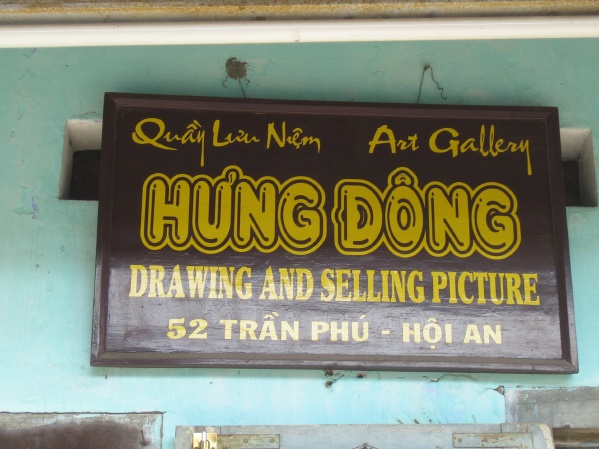 Quầy Lưu Niệm Art Gallery
HƯNG ĐÔNG
DRAWING AND SELLING PICTURE
52 TRẦN PHÚ - HỘI AN